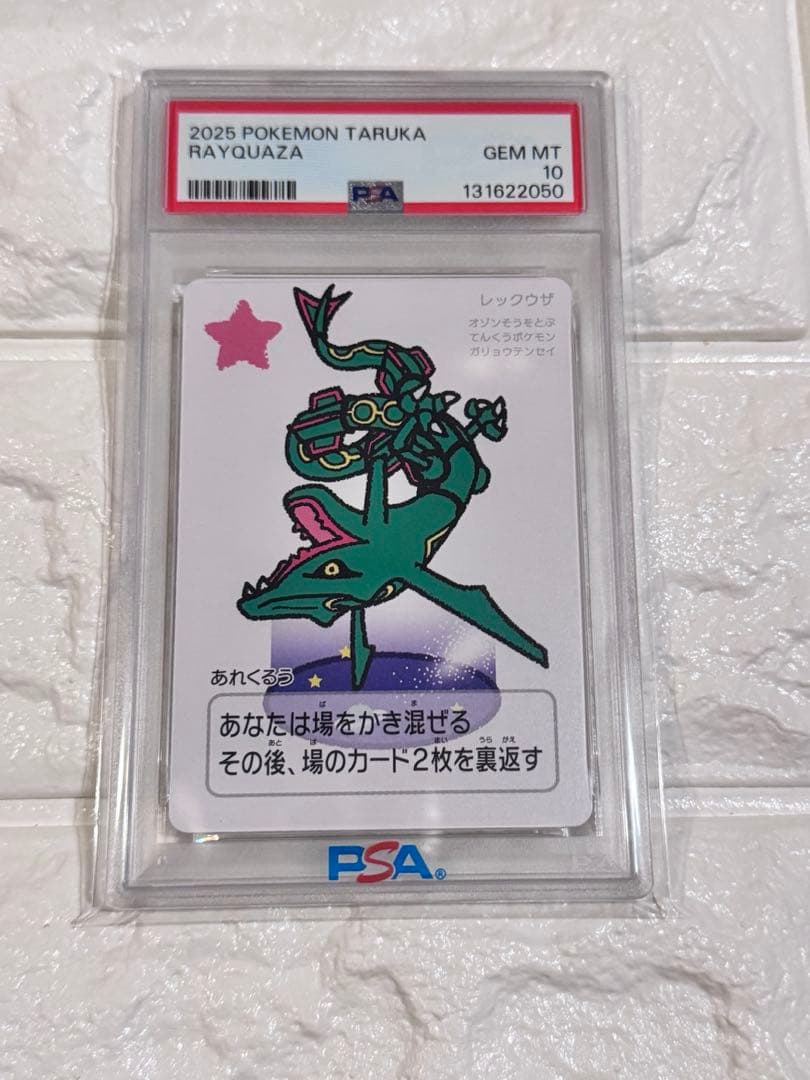 2025 POKEMON TARUKA
RAYQUAZA
GEM MT
10
131622050
PSA
レックウザ
オゾンそうをとぶ
てんくうポケモン
ガリョウテンセイ
あれくるう
あなたは場をかき混ぜる
その後、場のカード2枚を裏返す
PSA®